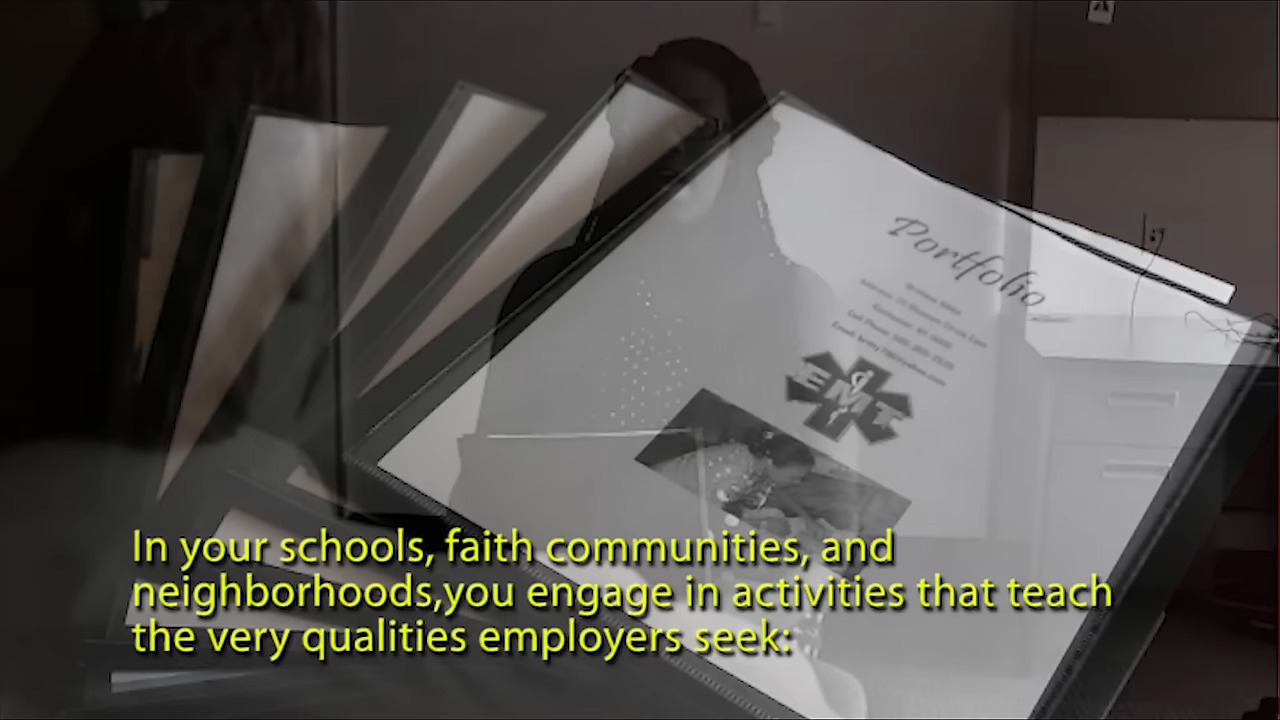 Portfolio
EMT
In your schools, faith communities, and
neighborhoods,you engage in activities that teach
the very qualities employers seek: